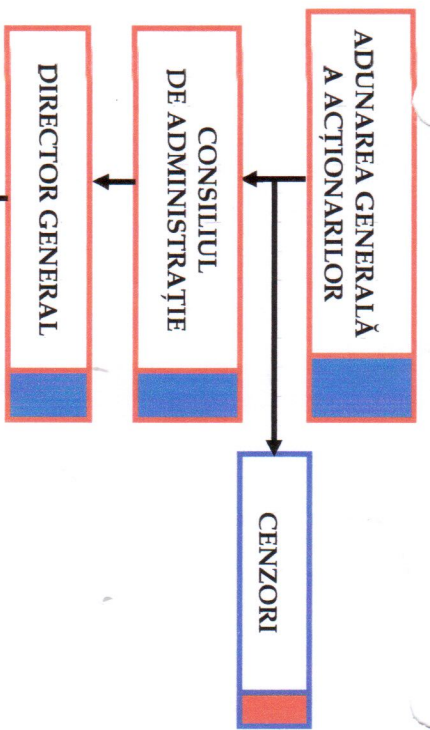 ADUNAREA GENERALĂ
A ACȚIONARILOR
CENZORI
CONSILIUL
DE ADMINISTRAȚIE
DIRECTOR GENERAL